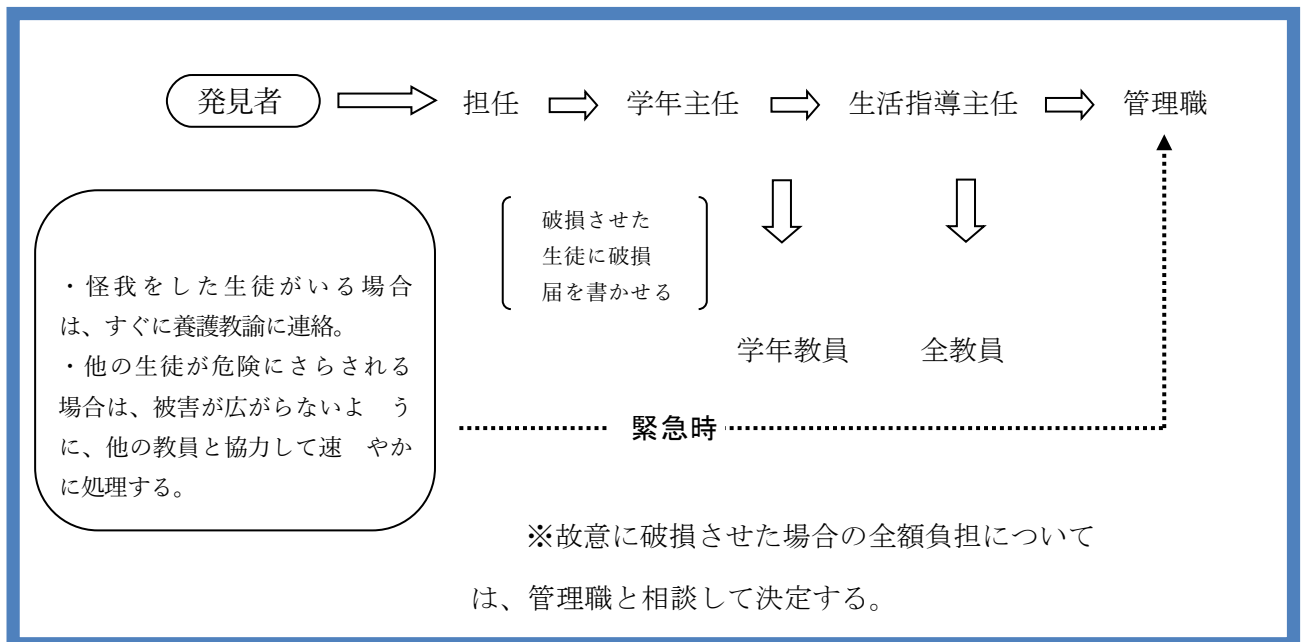 発見者 担任 学年主任 生活指導主任 管理職
・怪我をした生徒がいる場合
は、すぐに養護教諭に連絡。
・他の生徒が危険にさらされる
場合は、被害が広がらないよ う
に、他の教員と協力して速 やか
に処理する。
破損させた
生徒に破損
届を書かせる
学年教員 全教員
緊急時
※故意に破損させた場合の全額負担について
は、管理職と相談して決定する。